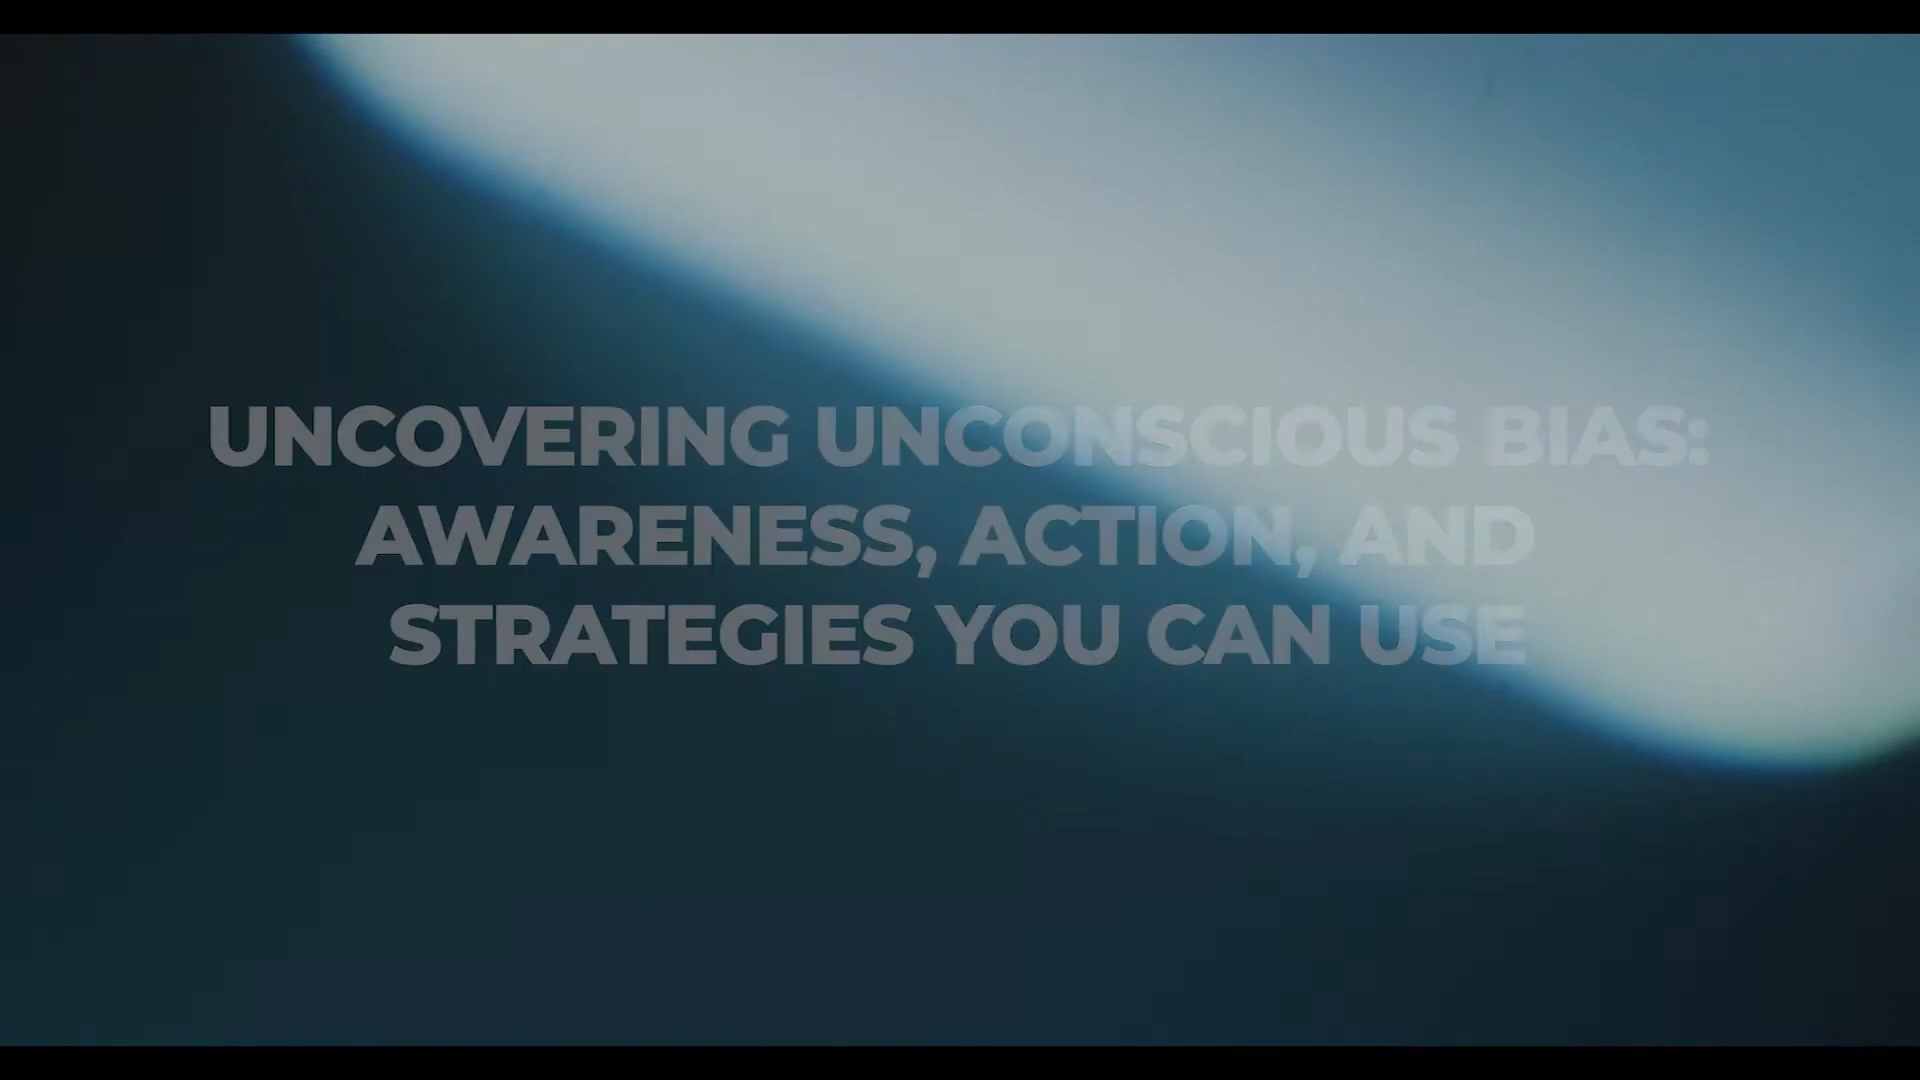 UNCOVERING UNCONSCIOUS BIAS:
AWARENESS, ACTION, AND
STRATEGIES YOU CAN USE